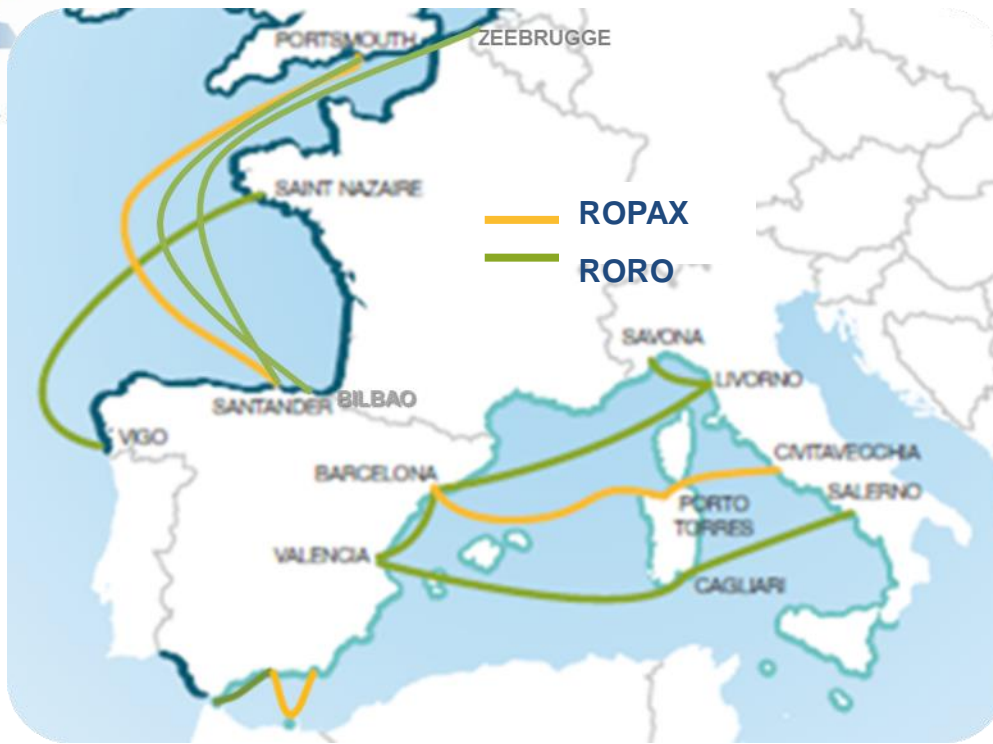 PORTSMOUTH
ZEEBRUGGE
SAINT NAZAIRE
ROPAX
RORO
SAVONA
LIVORNO
SANTANDER
BILBAO
VIGO
CIVITAVECCHIA
BARCELONA
SALERNO
PORTO
TORRES
VALENCIA
CAGLIARI